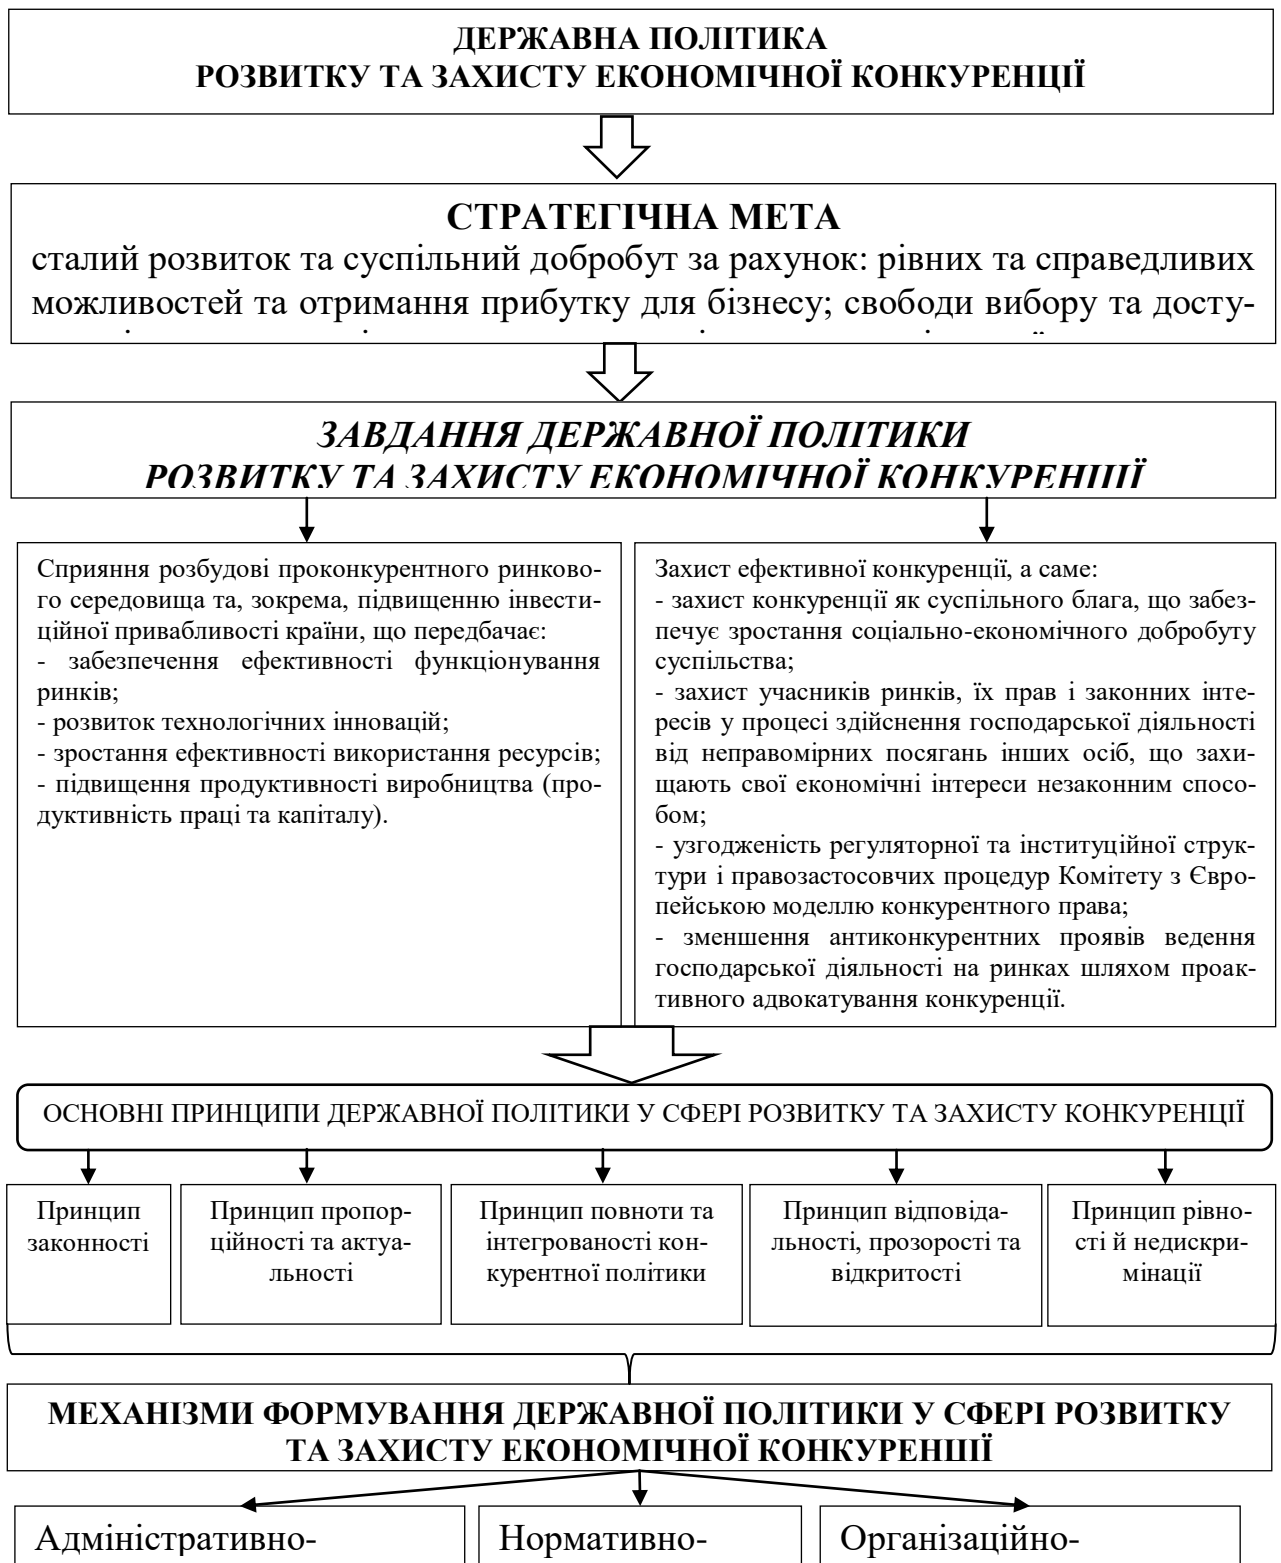 ДЕРЖАВНА ПОЛІТИКА
РОЗВИТКУ ТА ЗАХИСТУ ЕКОНОМІЧНОЇ КОНКУРЕНЦІЇ
СТРАТЕГІЧНА МЕТА
сталий розвиток та суспільний добробут за рахунок: рівних та справедливих
можливостей та отримання прибутку для бізнесу; свободи вибору та досту-
ЗАВДАННЯ ДЕРЖАВНОЇ ПОЛІТИКИ
РОЗВИТКУ ТА ЗАХИСТУ ЕКОНОМІЧНОЇ КОНКУРЕНЦІЇ
Сприяння розбудові проконкурентного ринково-
го середовища та, зокрема, підвищенню інвести-
ційної привабливості країни, що передбачає:
- забезпечення ефективності функціонування
ринків;
- розвиток технологічних інновацій;
- зростання ефективності використання ресурсів;
- підвищення продуктивності виробництва (про-
дуктивність праці та капіталу).
Захист ефективної конкуренції, а саме:
- захист конкуренції як суспільного блага, що забез-
печує зростання соціально-економічного добробуту
суспільства;
- захист учасників ринків, їх прав і законних інте-
ресів у процесі здійснення господарської діяльності
від неправомірних посягань інших осіб, що захи-
щають свої економічні інтереси незаконним спосо-
бом;
- узгодженість регуляторної та інституційної струк-
тури і правозастосовчих процедур Комітету з Євро-
пейською моделлю конкурентного права;
- зменшення антиконкурентних проявів ведення
господарської діяльності на ринках шляхом проак-
тивного адвокатування конкуренції.
ОСНОВНІ ПРИНЦИПИ ДЕРЖАВНОЇ ПОЛІТИКИ У СФЕРІ РОЗВИТКУ ТА ЗАХИСТУ КОНКУРЕНЦІЇ
Принцип
законності
Принцип пропор-
ційності та актуа-
льності
Принцип повноти та
інтегрованості кон-
курентної політики
Принцип відповіда-
льності, прозорості та
відкритості
Принцип рівно-
сті й недискри-
мінації
МЕХАНІЗМИ ФОРМУВАННЯ ДЕРЖАВНОЇ ПОЛІТИКИ У СФЕРІ РОЗВИТКУ
ТА ЗАХИСТУ ЕКОНОМІЧНОЇ КОНКУРЕНЦІЇ
Адміністративно-
Нормативно-
Організаційно-